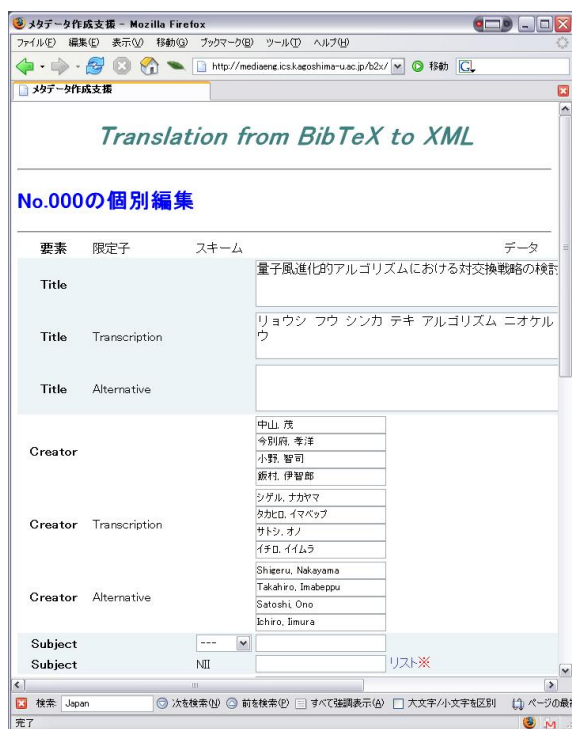 メタデータ作成支援 - Mozilla Firefox
ファイル(F) 編集(E) 表示(V) 移動(G) ブックマーク(B) ツール(T) ヘルプ(H)
http://mediaeng.ics.kagoshima-u.ac.jp/b2x/ 移動
メタデータ作成支援
Translation from BibTeX to XML
No.000の個別編集
要素 限定子 スキーム データ
Title 量子風進化的アルゴリズムにおける対交換戦略の検討
Title Transcription リョウシ フウ シンカ テキ アルゴリズム ニオケル
ウ
Title Alternative
Creator
中山, 茂
今別府, 孝洋
小野, 智司
飯村, 伊智郎
Creator Transcription
シゲル, ナカヤマ
タカヒロ, イマベップ
サトシ, オノ
イチロ, イイムラ
Creator Alternative
Shigeru, Nakayama
Takahiro, Imabeppu
Satoshi, Ono
Ichiro, Iimura
Subject ---
Subject NII リスト※
検索: Japan 次を検索(N) 前を検索(P) すべて強調表示(A) 大文字/小文字を区別 ページの最
完了